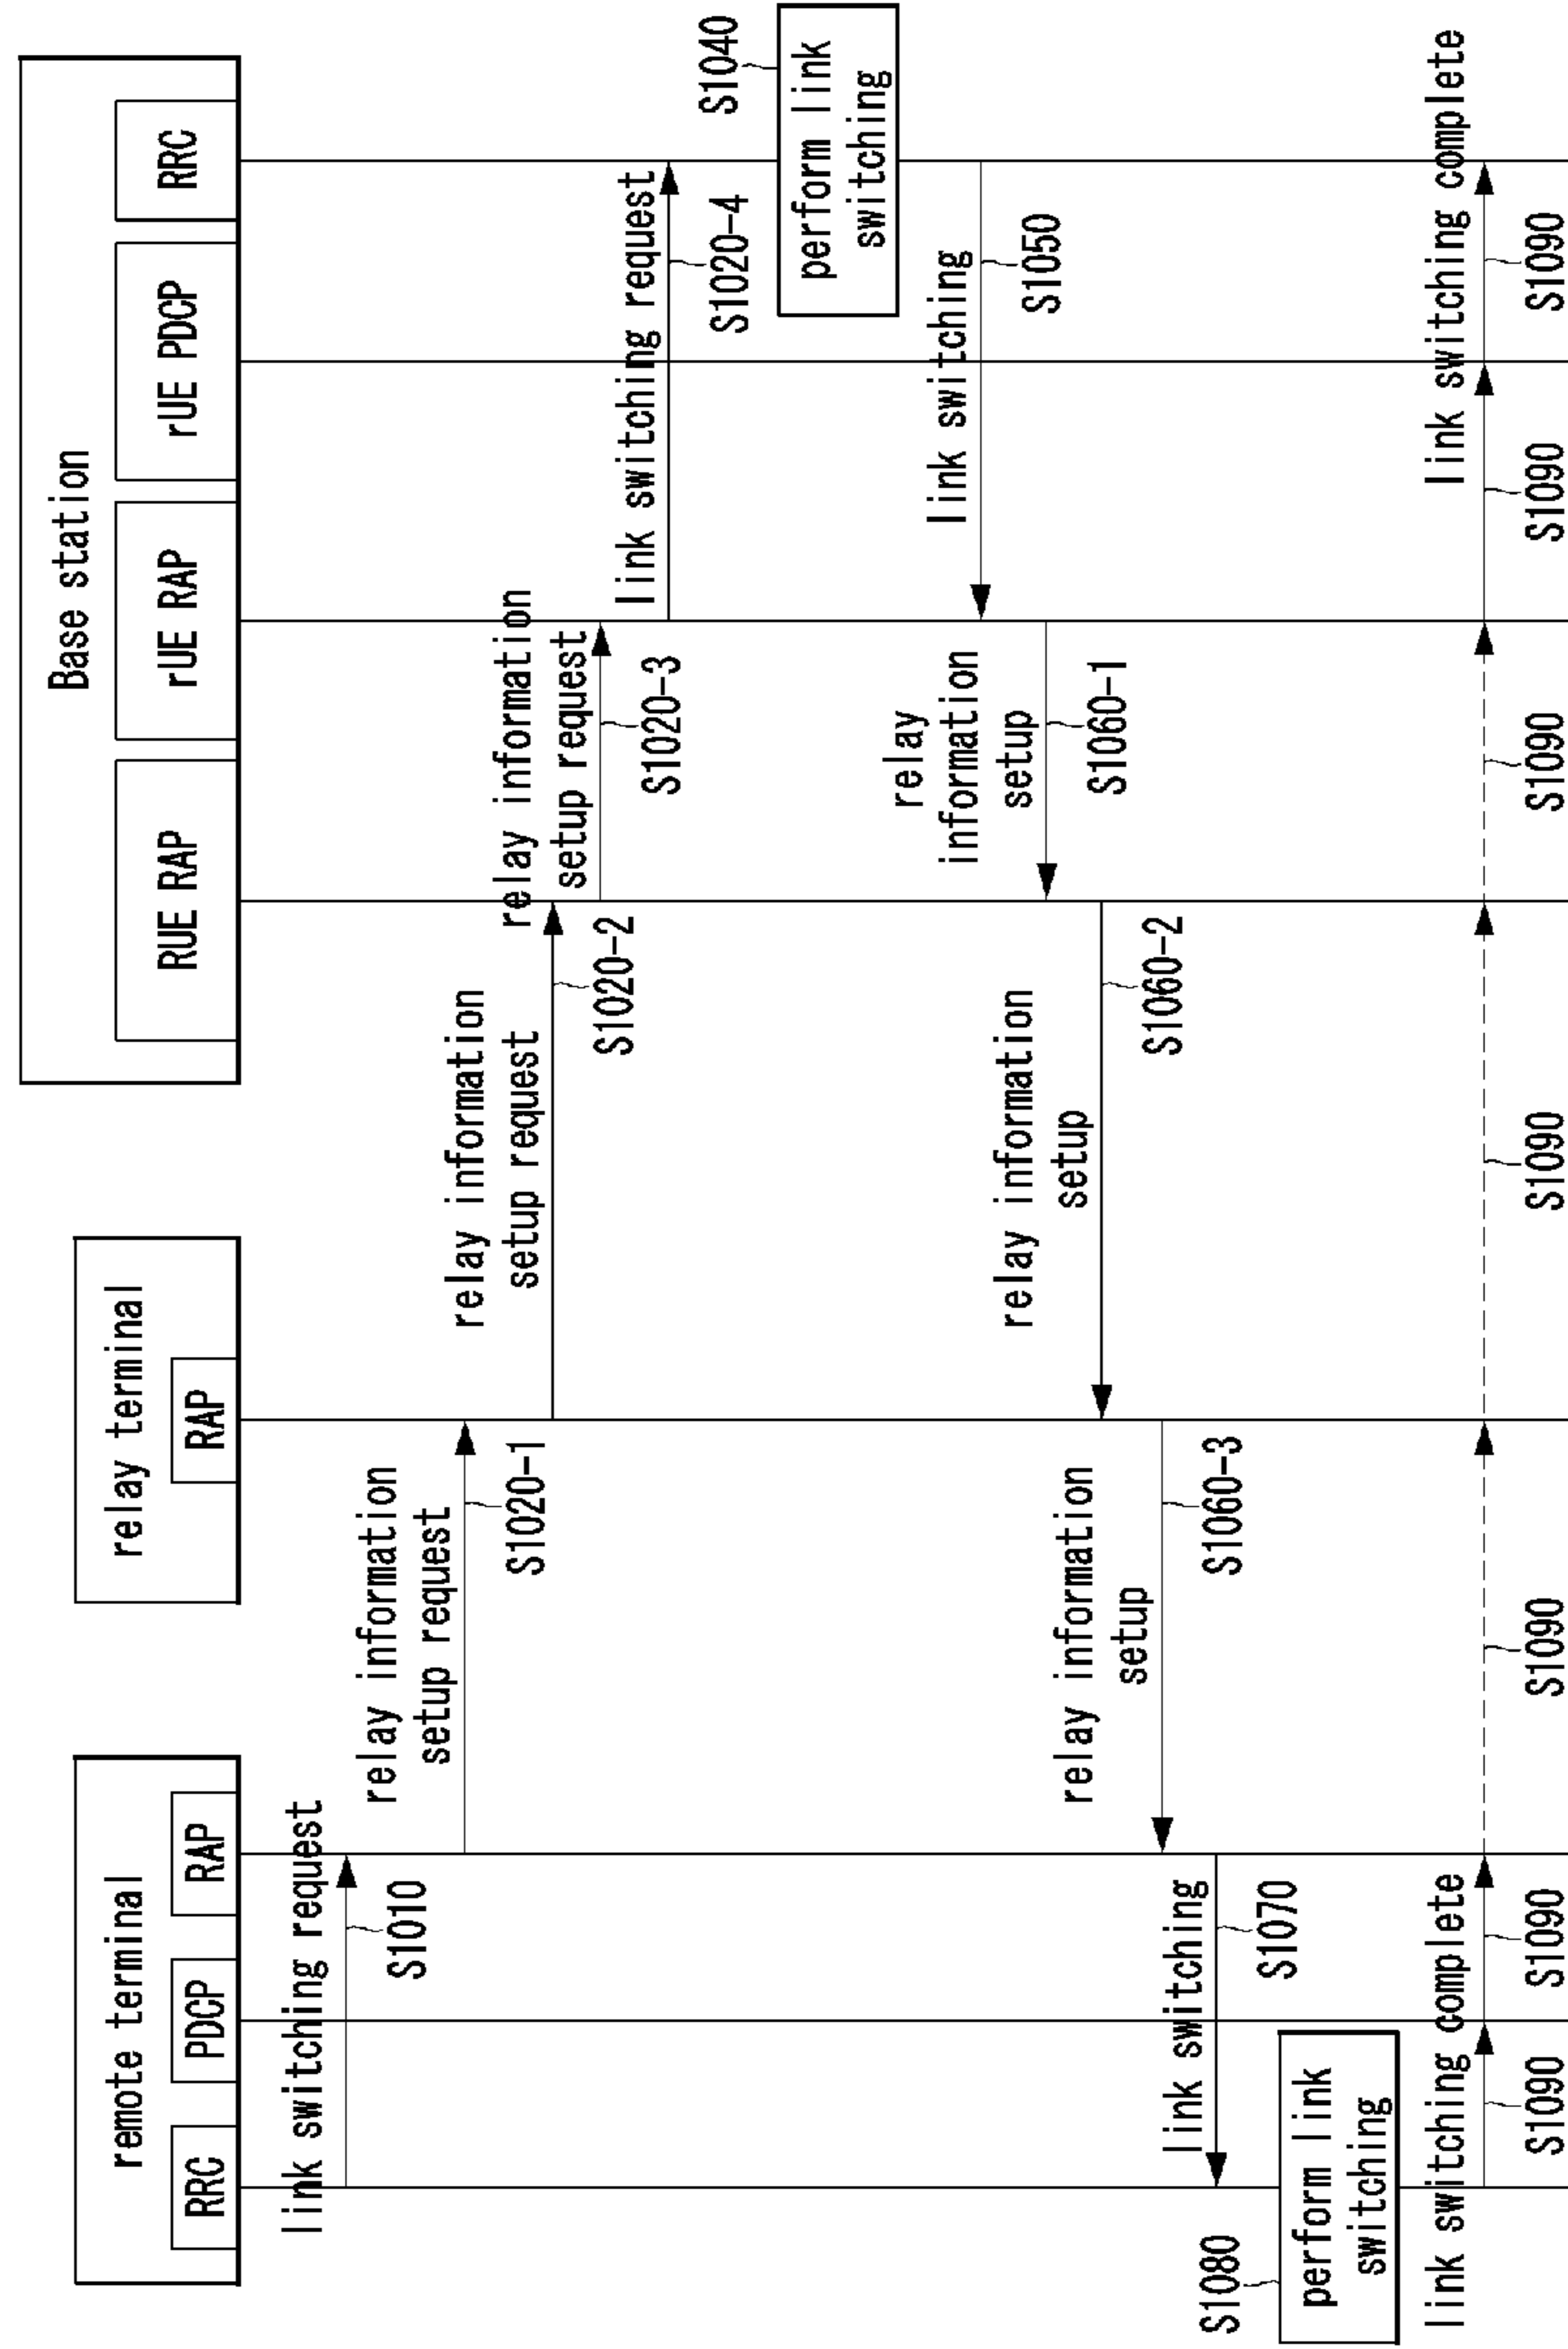 remote terminal
RRC
PDCP
RAP
relay terminal
RAP
Base station
RUE RAP
rUE RAP
rUE PDCP
RRC
link switching request
S1010
relay information
setup request
S1020-1
relay information
setup request
S1020-2
relay information
setup request
S1020-3
link switching request
S1020-4
S1040
perform link
switching
link switching
S1050
relay
information
setup
S1060-1
relay information
setup
S1060-2
relay information
setup
S1060-3
link switching
S1070
S1080
perform link
switching
link switching complete
S1090
S1090
S1090
S1090
S1090
link switching complete
S1090
S1090